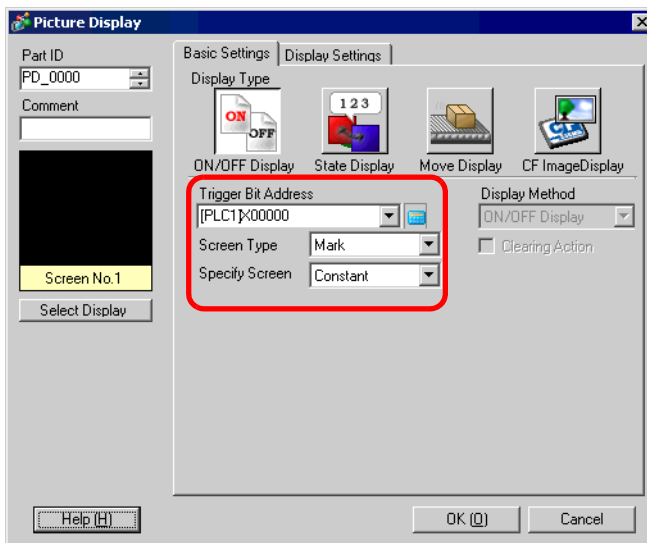 Picture Display
Part ID
PD_0000
Comment
Screen No.1
Select Display
Basic Settings
Display Settings
Display Type
ON
OFF
123
ON/OFF Display
State Display
Move Display
CF ImageDisplay
Trigger Bit Address
[PLC1]X00000
Screen Type
Mark
Specify Screen
Constant
Display Method
ON/OFF Display
Clearing Action
Help (H)
OK (O)
Cancel